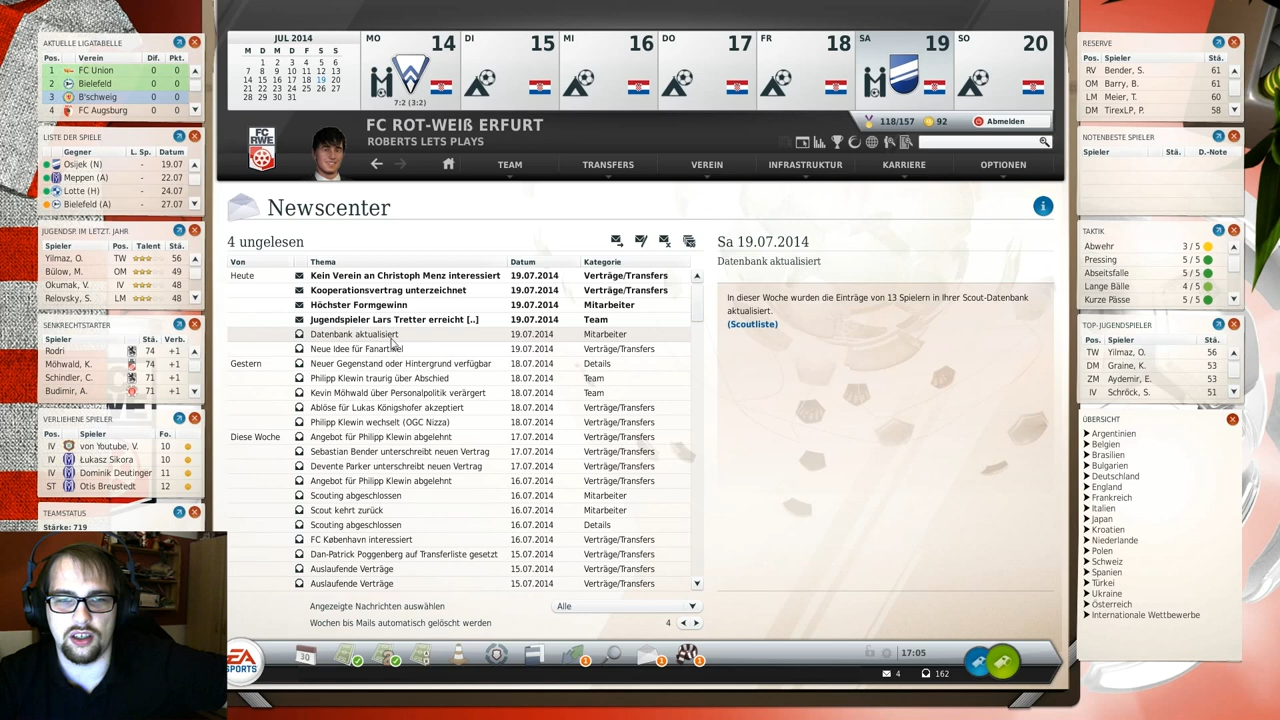 AKTUELLE LIGATABELLE
Pos. Verein Dif. Pkt.
1 FC Union 0 0
2 Bielefeld 0 0
3 B'schweig 0 0
4 FC Augsburg 0 0
LISTE DER SPIELE
Gegner L. Sp. Datum
Osijek (N) - 19.07
Meppen (A) - 22.07
Lotte (H) - 24.07
Bielefeld (A) - 27.07
JUGENDSP. IM LETZT. JAHR
Spieler Pos. Talent Stä.
Yilmaz, O. TW 56
Bülow, M. OM 49
Okumak, V. IV 48
Relovsky, S. LM 48
SENKRECHTSTARTER
Spieler Stä. Verb.
Rodri 74 +1
Möhwald, K. 74 +1
Schindler, C. 71 +1
Budimir, A. 71 +1
VERLIEHENE SPIELER
Pos. Spieler Fo.
IV von Youtube, V. 10
IV Łukasz Sikora 10
IV Dominik Deutinger 11
ST Otis Breustedt 12
TEAMSTATUS
Stärke: 719
JUL 2014
M D M D F S S
1 2 3 4 5 6
7 8 9 10 11 12 13
14 15 16 17 18 19 20
21 22 23 24 25 26 27
28 29 30 31
MO 14
7:2 (3:2)
DI 15
MI 16
DO 17
FR 18
SA 19
SO 20
FC RWE
FC ROT-WEIß ERFURT
ROBERTS LETS PLAYS
118/157 92 Abmelden
TEAM TRANSFERS VEREIN INFRASTRUKTUR KARRIERE OPTIONEN
Newscenter
4 ungelesen
Von Thema Datum Kategorie
Heute Kein Verein an Christoph Menz interessiert 19.07.2014 Verträge/Transfers
Kooperationsvertrag unterzeichnet 19.07.2014 Verträge/Transfers
Höchster Formgewinn 19.07.2014 Mitarbeiter
Jugendspieler Lars Tretter erreicht [..] 19.07.2014 Team
Datenbank aktualisiert 19.07.2014 Mitarbeiter
Neue Idee für Fanartikel 19.07.2014 Verträge/Transfers
Gestern Neuer Gegenstand oder Hintergrund verfügbar 18.07.2014 Details
Philipp Klewin traurig über Abschied 18.07.2014 Team
Kevin Möhwald über Personalpolitik verärgert 18.07.2014 Team
Ablöse für Lukas Königshofer akzeptiert 18.07.2014 Verträge/Transfers
Philipp Klewin wechselt (OGC Nizza) 18.07.2014 Verträge/Transfers
Diese Woche Angebot für Philipp Klewin abgelehnt 17.07.2014 Verträge/Transfers
Sebastian Bender unterschreibt neuen Vertrag 17.07.2014 Verträge/Transfers
Devente Parker unterschreibt neuen Vertrag 17.07.2014 Verträge/Transfers
Angebot für Philipp Klewin abgelehnt 16.07.2014 Verträge/Transfers
Scouting abgeschlossen 16.07.2014 Mitarbeiter
Scout kehrt zurück 16.07.2014 Mitarbeiter
Scouting abgeschlossen 16.07.2014 Details
FC København interessiert 16.07.2014 Verträge/Transfers
Dan-Patrick Poggenberg auf Transferliste gesetzt 15.07.2014 Verträge/Transfers
Auslaufende Verträge 15.07.2014 Verträge/Transfers
Auslaufende Verträge 15.07.2014 Verträge/Transfers
Angezeigte Nachrichten auswählen Alle
Wochen bis Mails automatisch gelöscht werden 4
Sa 19.07.2014
Datenbank aktualisiert
In dieser Woche wurden die Einträge von 13 Spielern in Ihrer Scout-Datenbank
aktualisiert.
(Scoutliste)
EA SPORTS
30 1 1 1 17:05
4 162
RESERVE
Pos. Spieler Stä.
RV Bender, S. 61
OM Barry, B. 61
LM Meier, T. 60
DM TirexLP, P. 58
NOTENBESTE SPIELER
Spieler Stä. D.-Note
TAKTIK
Abwehr 3 / 5
Pressing 5 / 5
Abseitsfalle 5 / 5
Lange Bälle 4 / 5
Kurze Pässe 5 / 5
TOP-JUGENDSPIELER
Pos. Spieler Stä.
TW Yilmaz, O. 56
DM Graine, K. 53
ZM Aydemir, E. 53
IV Schröck, S. 51
ÜBERSICHT
Argentinien
Belgien
Brasilien
Bulgarien
Deutschland
England
Frankreich
Italien
Japan
Kroatien
Niederlande
Polen
Schweiz
Spanien
Türkei
Ukraine
Österreich
Internationale Wettbewerbe